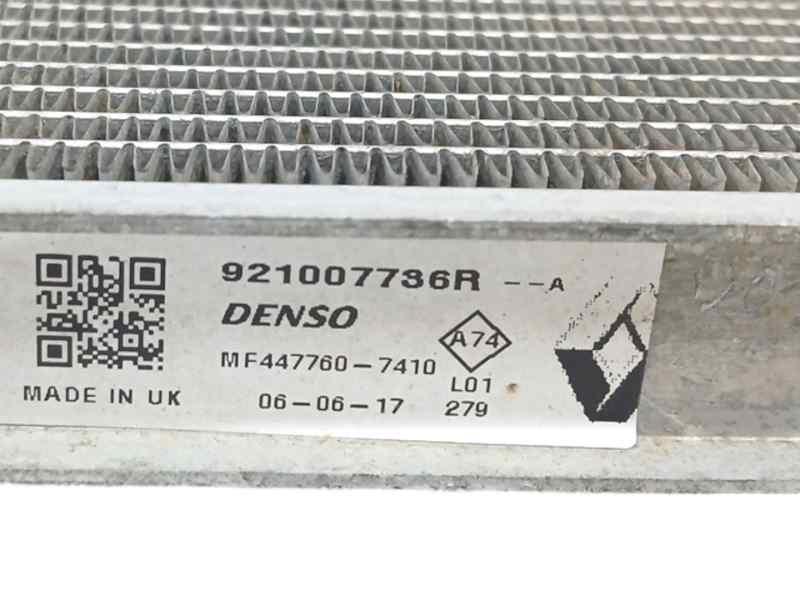 921007736R --A
DENSO
A74
MF447760-7410
L01
MADE IN UK
06-06-17
279